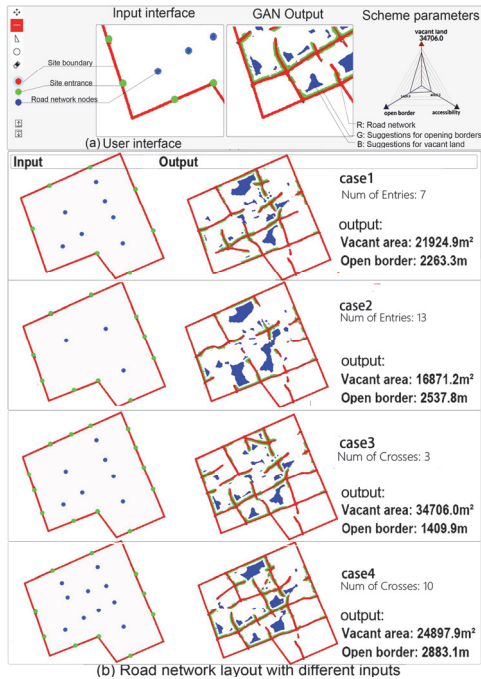 Input interface
GAN Output
Scheme parameters
vacant land
34706.0
open border
accessibility
Site boundary
Site entrance
Road network nodes
R: Road network
G: Suggestions for opening borders
B: Suggestions for vacant land
(a) User interface
Input
Output
case1
Num of Entries: 7
output:
Vacant area: 21924.9m²
Open border: 2263.3m
case2
Num of Entries: 13
output:
Vacant area: 16871.2m²
Open border: 2537.8m
case3
Num of Crosses: 3
output:
Vacant area: 34706.0m²
Open border: 1409.9m
case4
Num of Crosses: 10
output:
Vacant area: 24897.9m²
Open border: 2883.1m
(b) Road network layout with different inputs